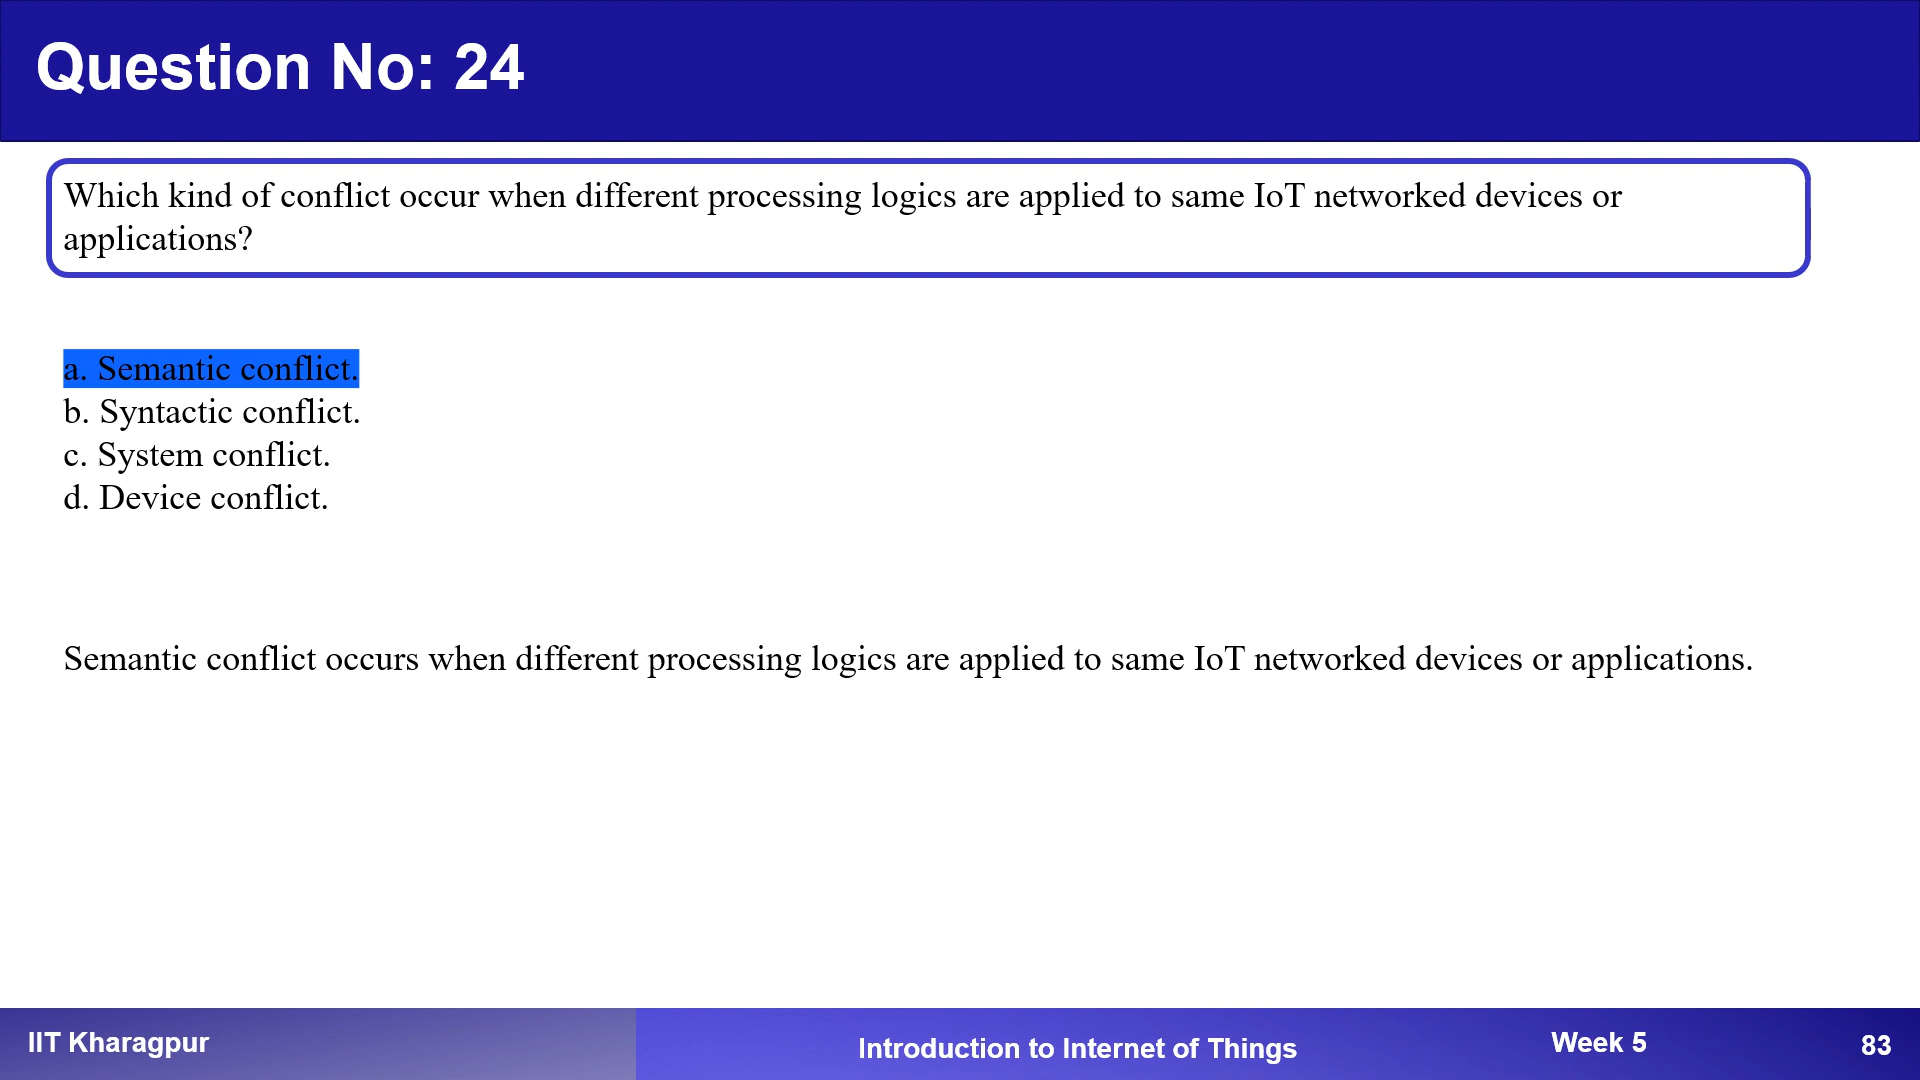 Question No: 24
Which kind of conflict occur when different processing logics are applied to same IoT networked devices or
applications?
a. Semantic conflict.
b. Syntactic conflict.
c. System conflict.
d. Device conflict.
Semantic conflict occurs when different processing logics are applied to same IoT networked devices or applications.
IIT Kharagpur
Introduction to Internet of Things
Week 5
83